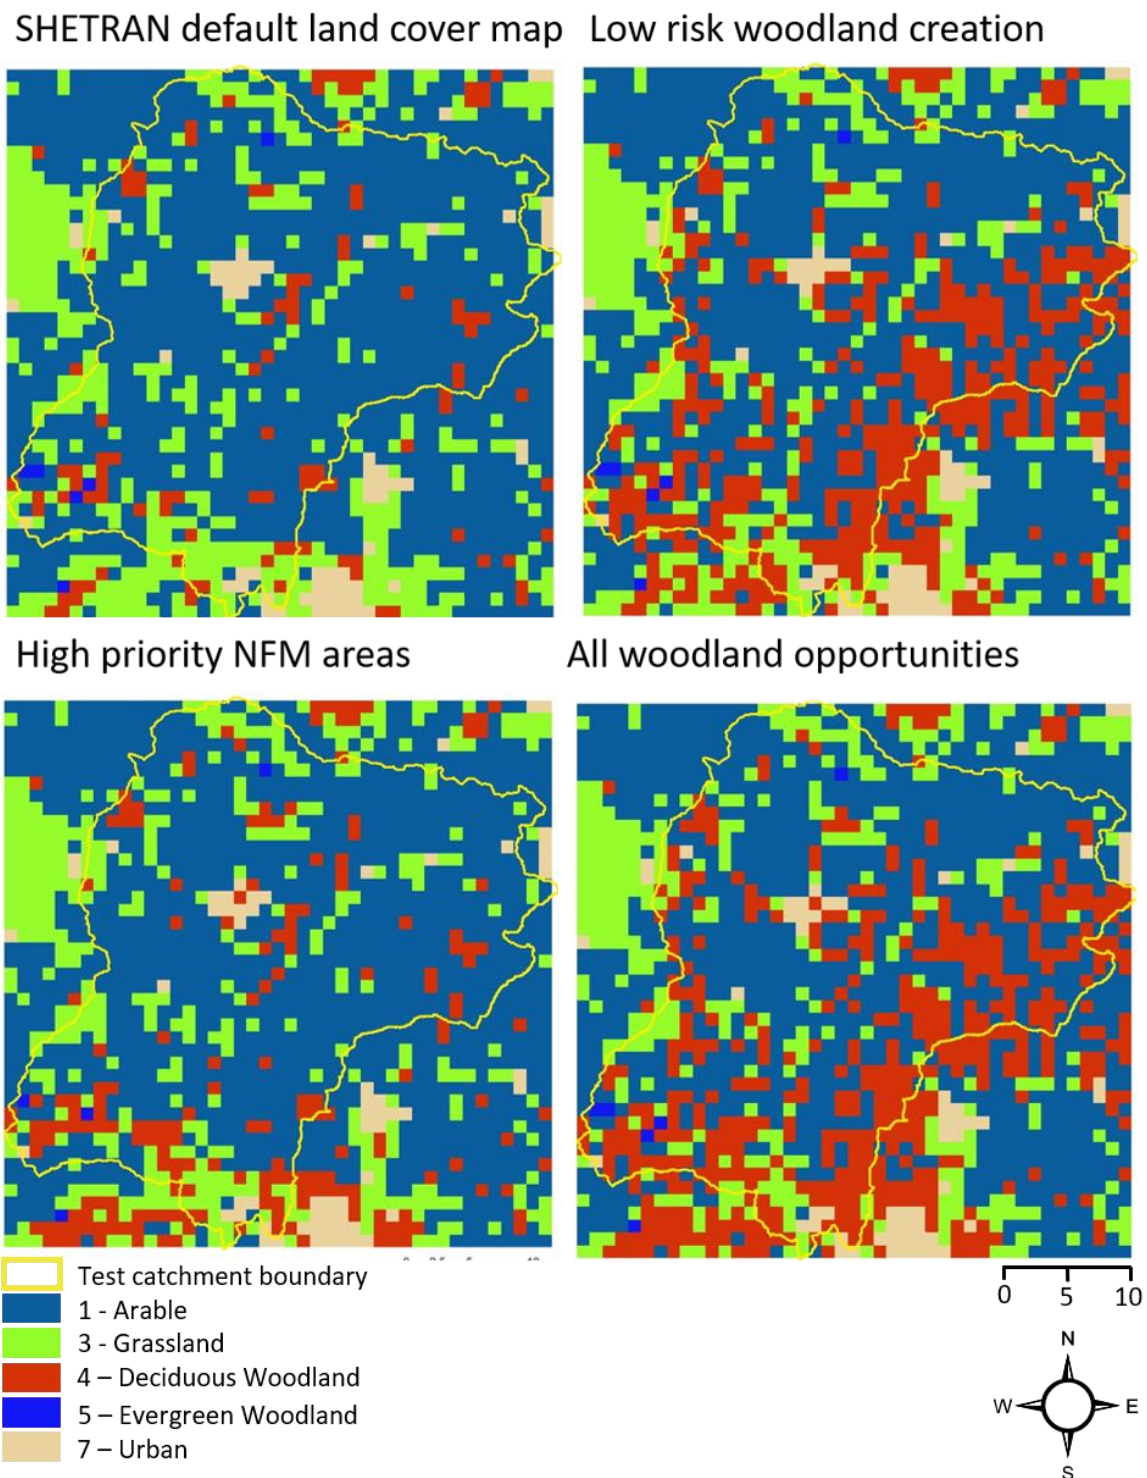 SHETRAN default land cover map
Low risk woodland creation
High priority NFM areas
All woodland opportunities
Test catchment boundary
1 - Arable
3 - Grassland
4 – Deciduous Woodland
5 – Evergreen Woodland
7 – Urban
0 5 10
N
W E
S